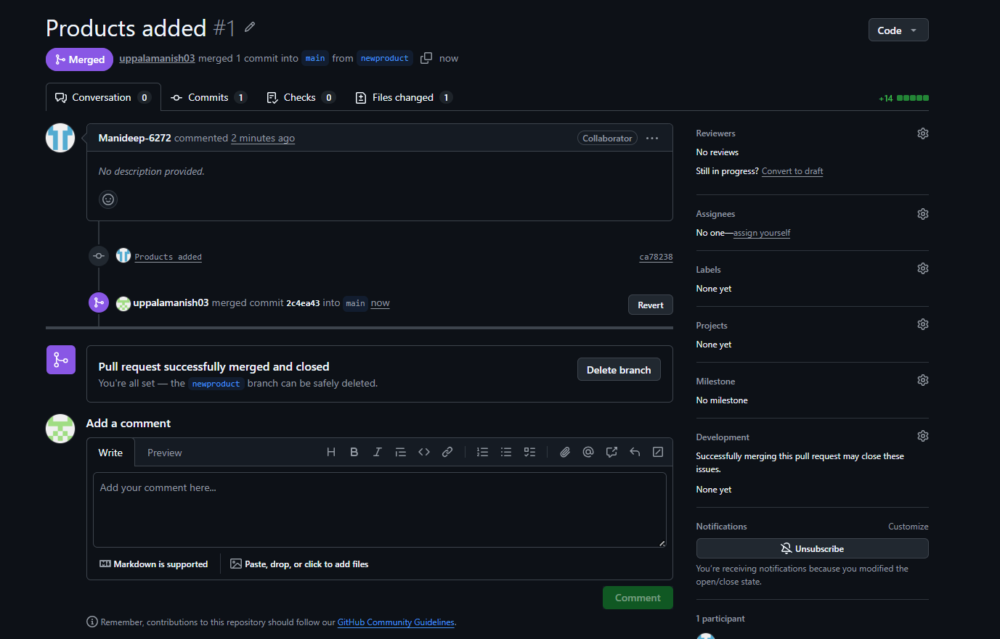 Products added #1
Code
Merged
uppalamanish03 merged 1 commit into main from newproduct now
Conversation 0
Commits 1
Checks 0
Files changed 1
+14
Manideep-6272 commented 2 minutes ago
Collaborator
No description provided.
Products added
ca78238
uppalamanish03 merged commit 2c4ea43 into main now
Revert
Pull request successfully merged and closed
You're all set — the newproduct branch can be safely deleted.
Delete branch
Add a comment
Write
Preview
Add your comment here...
Markdown is supported
Paste, drop, or click to add files
Comment
Remember, contributions to this repository should follow our GitHub Community Guidelines.
Reviewers
No reviews
Still in progress? Convert to draft
Assignees
No one—assign yourself
Labels
None yet
Projects
None yet
Milestone
No milestone
Development
Successfully merging this pull request may close these
issues.
None yet
Notifications
Customize
Unsubscribe
You're receiving notifications because you modified the
open/close state.
1 participant